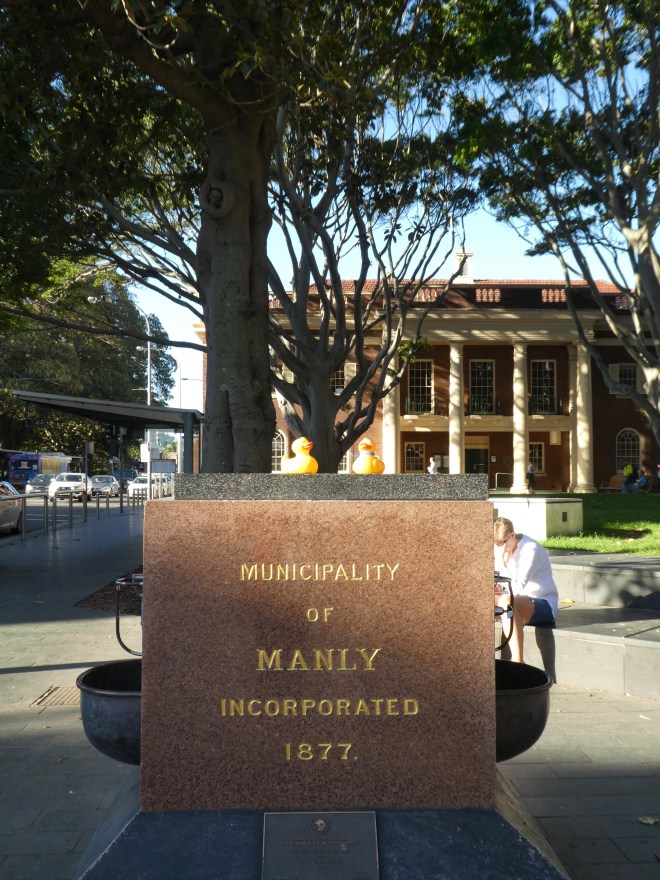 MUNICIPALITY
OF
MANLY
INCORPORATED
1877.